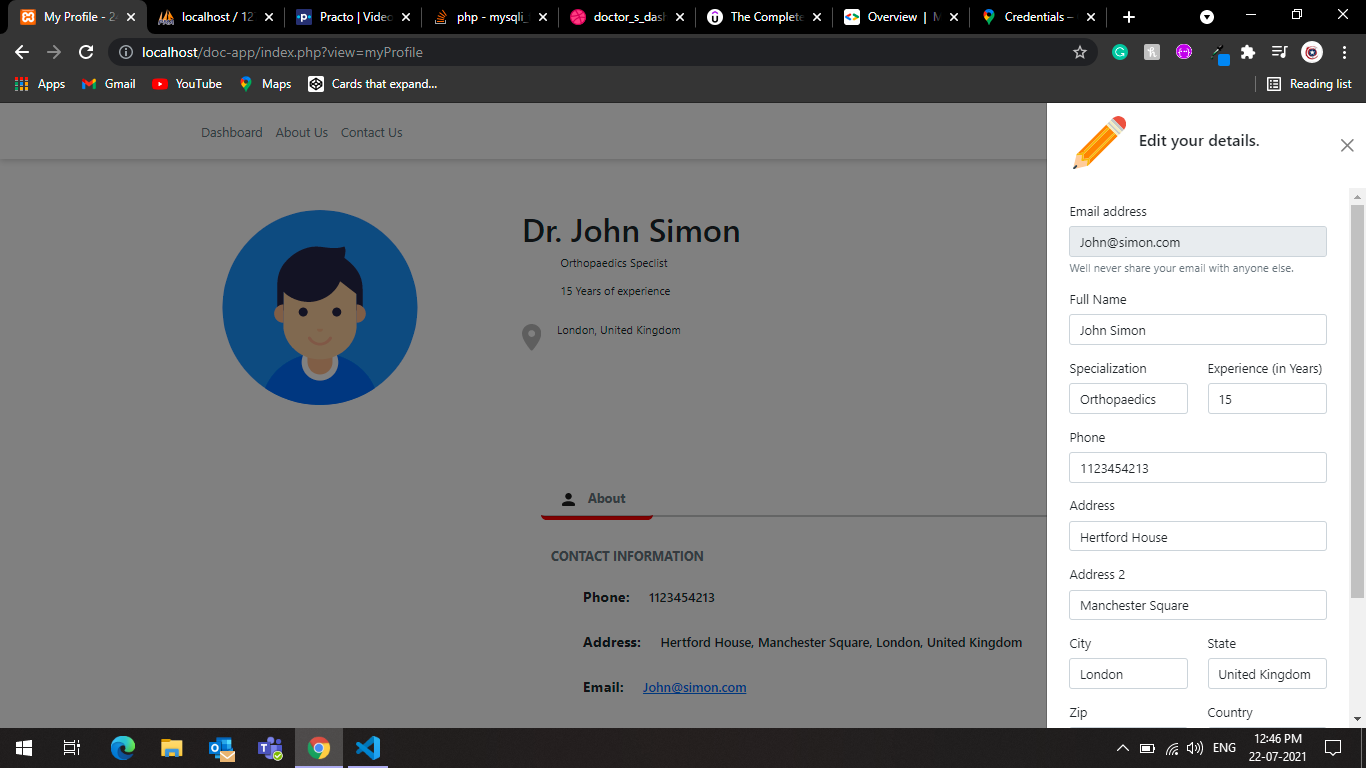 My Profile - 2
localhost / 12
Practo | Video
php - mysqli_
doctor_s_das
The Complete
Overview | M
Credentials –
localhost/doc-app/index.php?view=myProfile
Apps Gmail YouTube Maps Cards that expand... Reading list
Dashboard About Us Contact Us
Edit your details.
Dr. John Simon
Orthopaedics Speclist
15 Years of experience
London, United Kingdom
About
CONTACT INFORMATION
Phone: 1123454213
Address: Hertford House, Manchester Square, London, United Kingdom
Email: John@simon.com
Email address
John@simon.com
Well never share your email with anyone else.
Full Name
John Simon
Specialization Experience (in Years)
Orthopaedics 15
Phone
1123454213
Address
Hertford House
Address 2
Manchester Square
City State
London United Kingdom
Zip Country
ENG
12:46 PM
22-07-2021